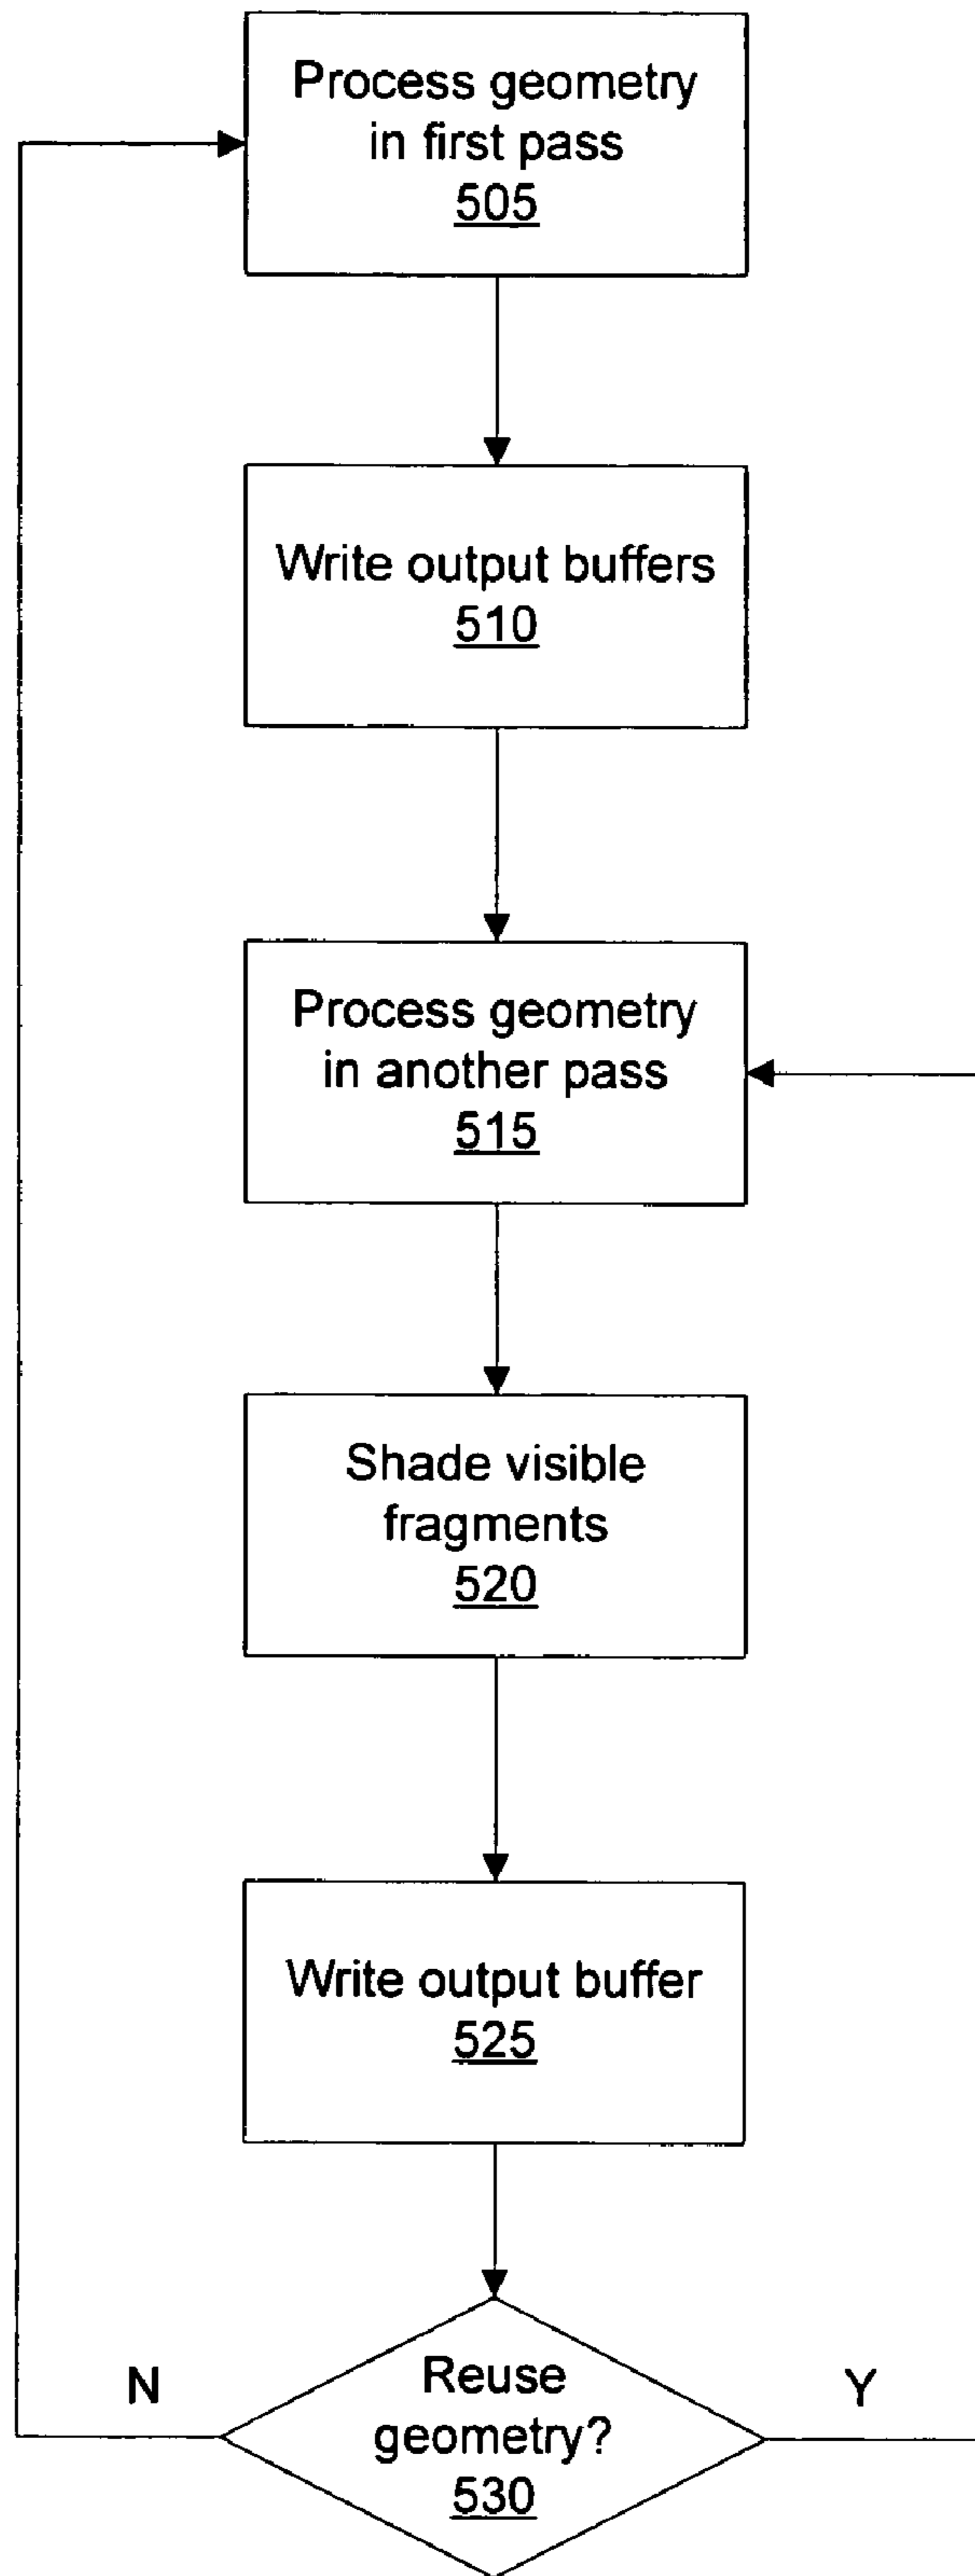 Process geometry
in first pass
505
Write output buffers
510
Process geometry
in another pass
515
Shade visible
fragments
520
Write output buffer
525
N
Reuse
geometry?
530
Y